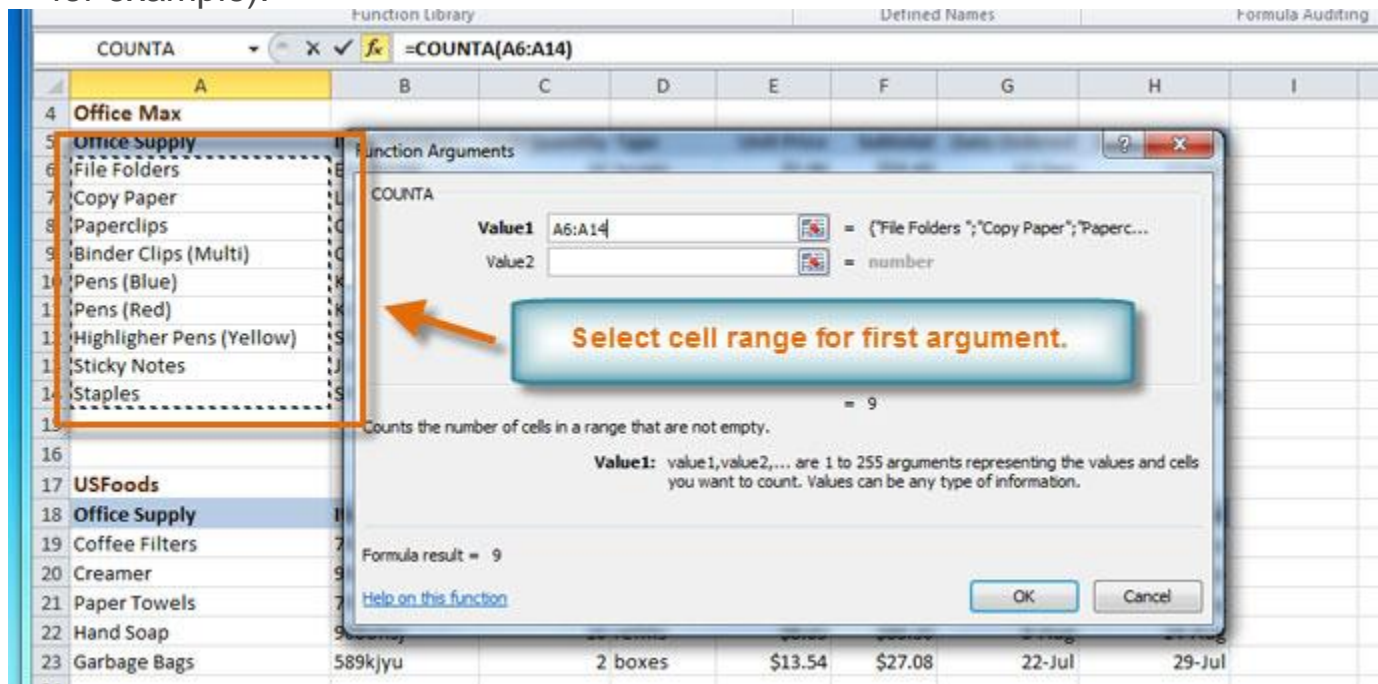 for example).
Function Library Defined Names Formula Auditing
COUNTA fx =COUNTA(A6:A14)
A B C D E F G H I
4 Office Max
5 Office Supply
6 File Folders
7 Copy Paper
8 Paperclips
9 Binder Clips (Multi)
10 Pens (Blue)
11 Pens (Red)
12 Highligher Pens (Yellow)
13 Sticky Notes
14 Staples
15
16
17 USFoods
18 Office Supply
19 Coffee Filters
20 Creamer
21 Paper Towels
22 Hand Soap
23 Garbage Bags 589kjyu 2 boxes $13.54 $27.08 22-Jul 29-Jul
Function Arguments
COUNTA
Value1 A6:A14 = {"File Folders ";"Copy Paper";"Paperc...
Value2 = number
Select cell range for first argument.
= 9
Counts the number of cells in a range that are not empty.
Value1: value1,value2,... are 1 to 255 arguments representing the values and cells
you want to count. Values can be any type of information.
Formula result = 9
Help on this function OK Cancel